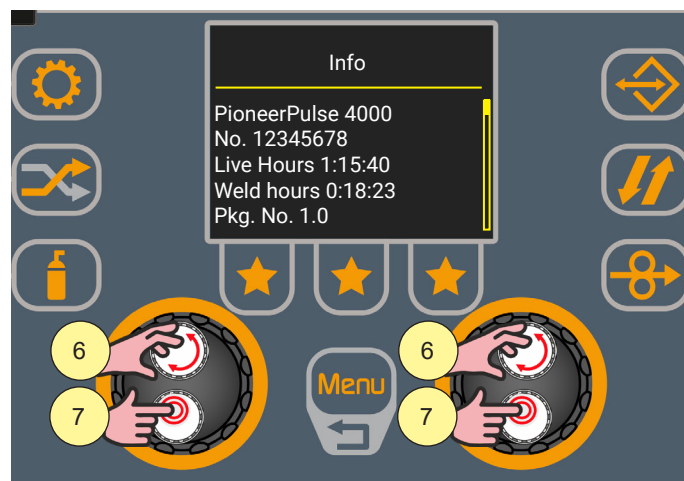 Info
PioneerPulse 4000
No. 12345678
Live Hours 1:15:40
Weld hours 0:18:23
Pkg. No. 1.0
6
6
Menu
7
7